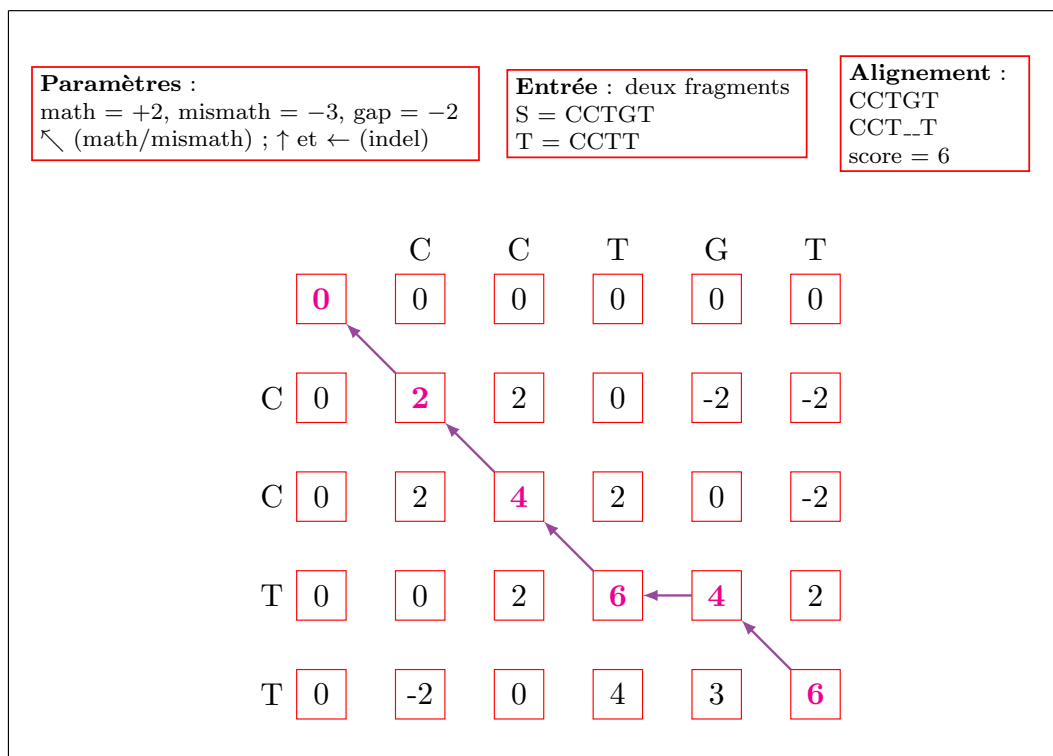 Paramètres :
math = +2, mismath = −3, gap = −2
↖ (math/mismath) ; ↑ et ← (indel)
Entrée : deux fragments
S = CCTGT
T = CCTT
Alignement :
CCTGT
CCT__T
score = 6
C C T G T
0 0 0 0 0 0
C 0 2 2 0 -2 -2
C 0 2 4 2 0 -2
T 0 0 2 6 4 2
T 0 -2 0 4 3 6